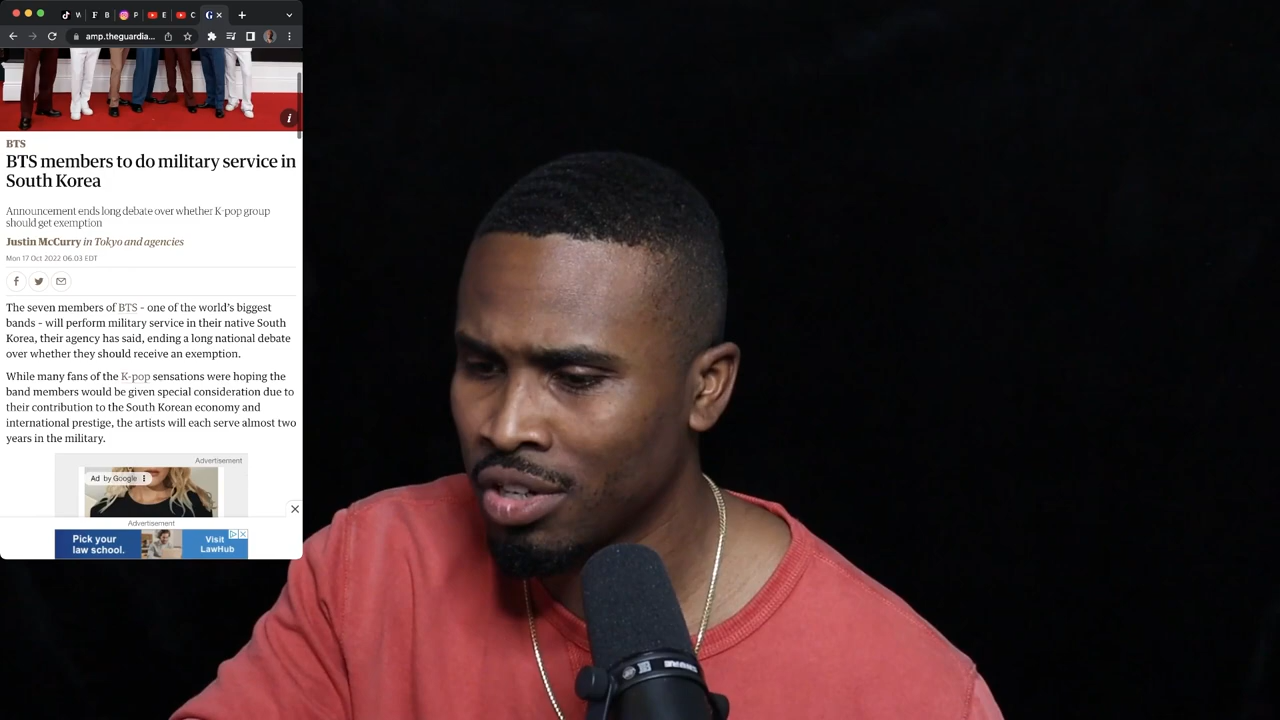 W
F
B
P
E
C
G
amp.theguardia...
i
BTS
BTS members to do military service in
South Korea
Announcement ends long debate over whether K-pop group
should get exemption
Justin McCurry in Tokyo and agencies
Mon 17 Oct 2022 06.03 EDT
The seven members of BTS – one of the world's biggest
bands – will perform military service in their native South
Korea, their agency has said, ending a long national debate
over whether they should receive an exemption.
While many fans of the K-pop sensations were hoping the
band members would be given special consideration due to
their contribution to the South Korean economy and
international prestige, the artists will each serve almost two
years in the military.
Advertisement
Ad by Google
Advertisement
Pick your
law school.
Visit
LawHub